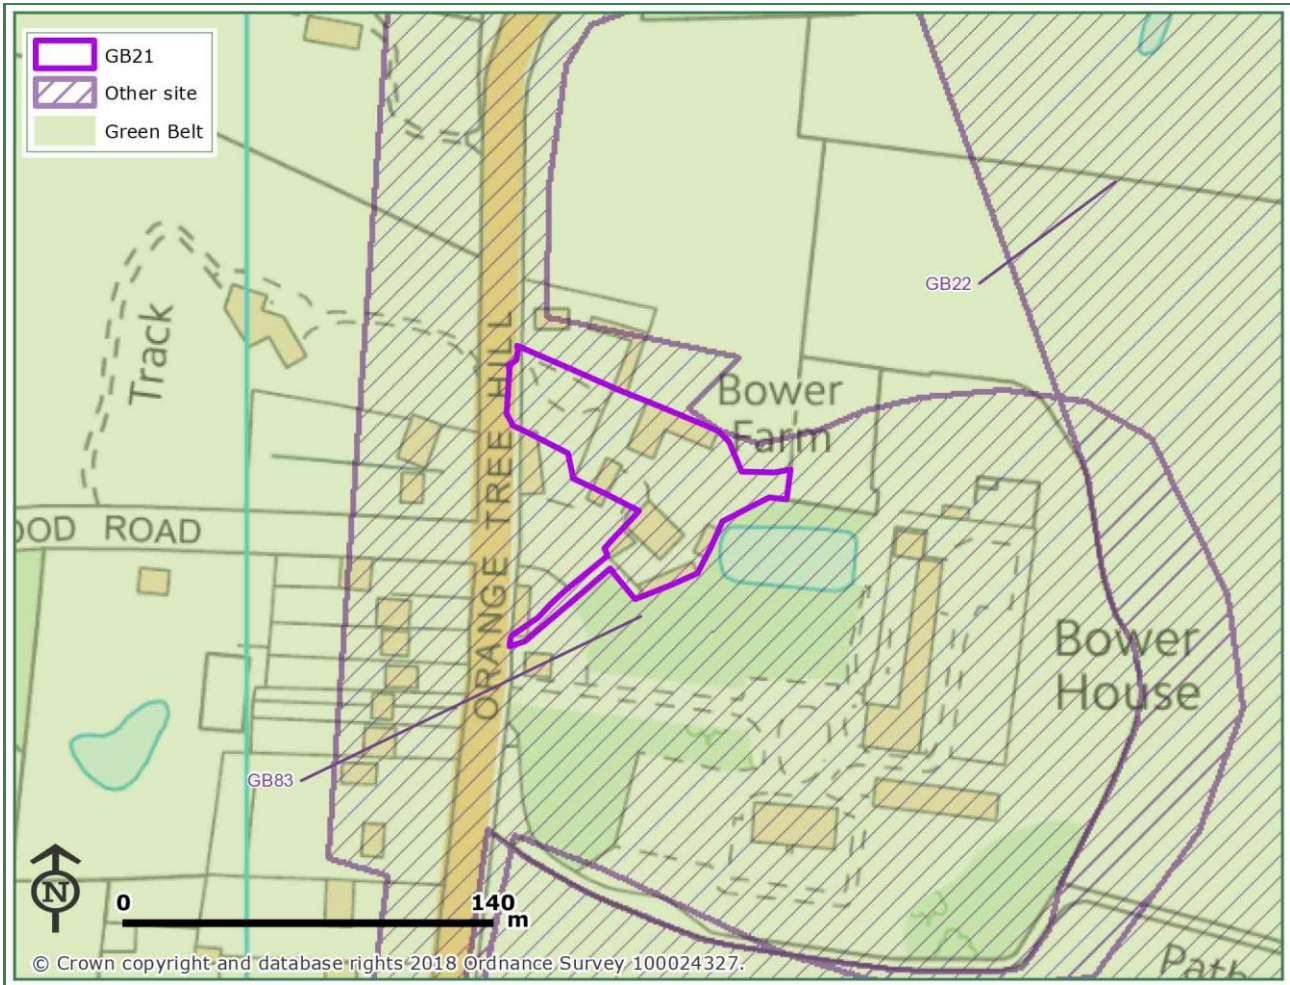 GB21
Other site
Green Belt
GB22
Track
ORANGE TREE HILL
Bower
Farm
OOD ROAD
Bower
House
GB83
N
0 140
m
Path
© Crown copyright and database rights 2018 Ordnance Survey 100024327.